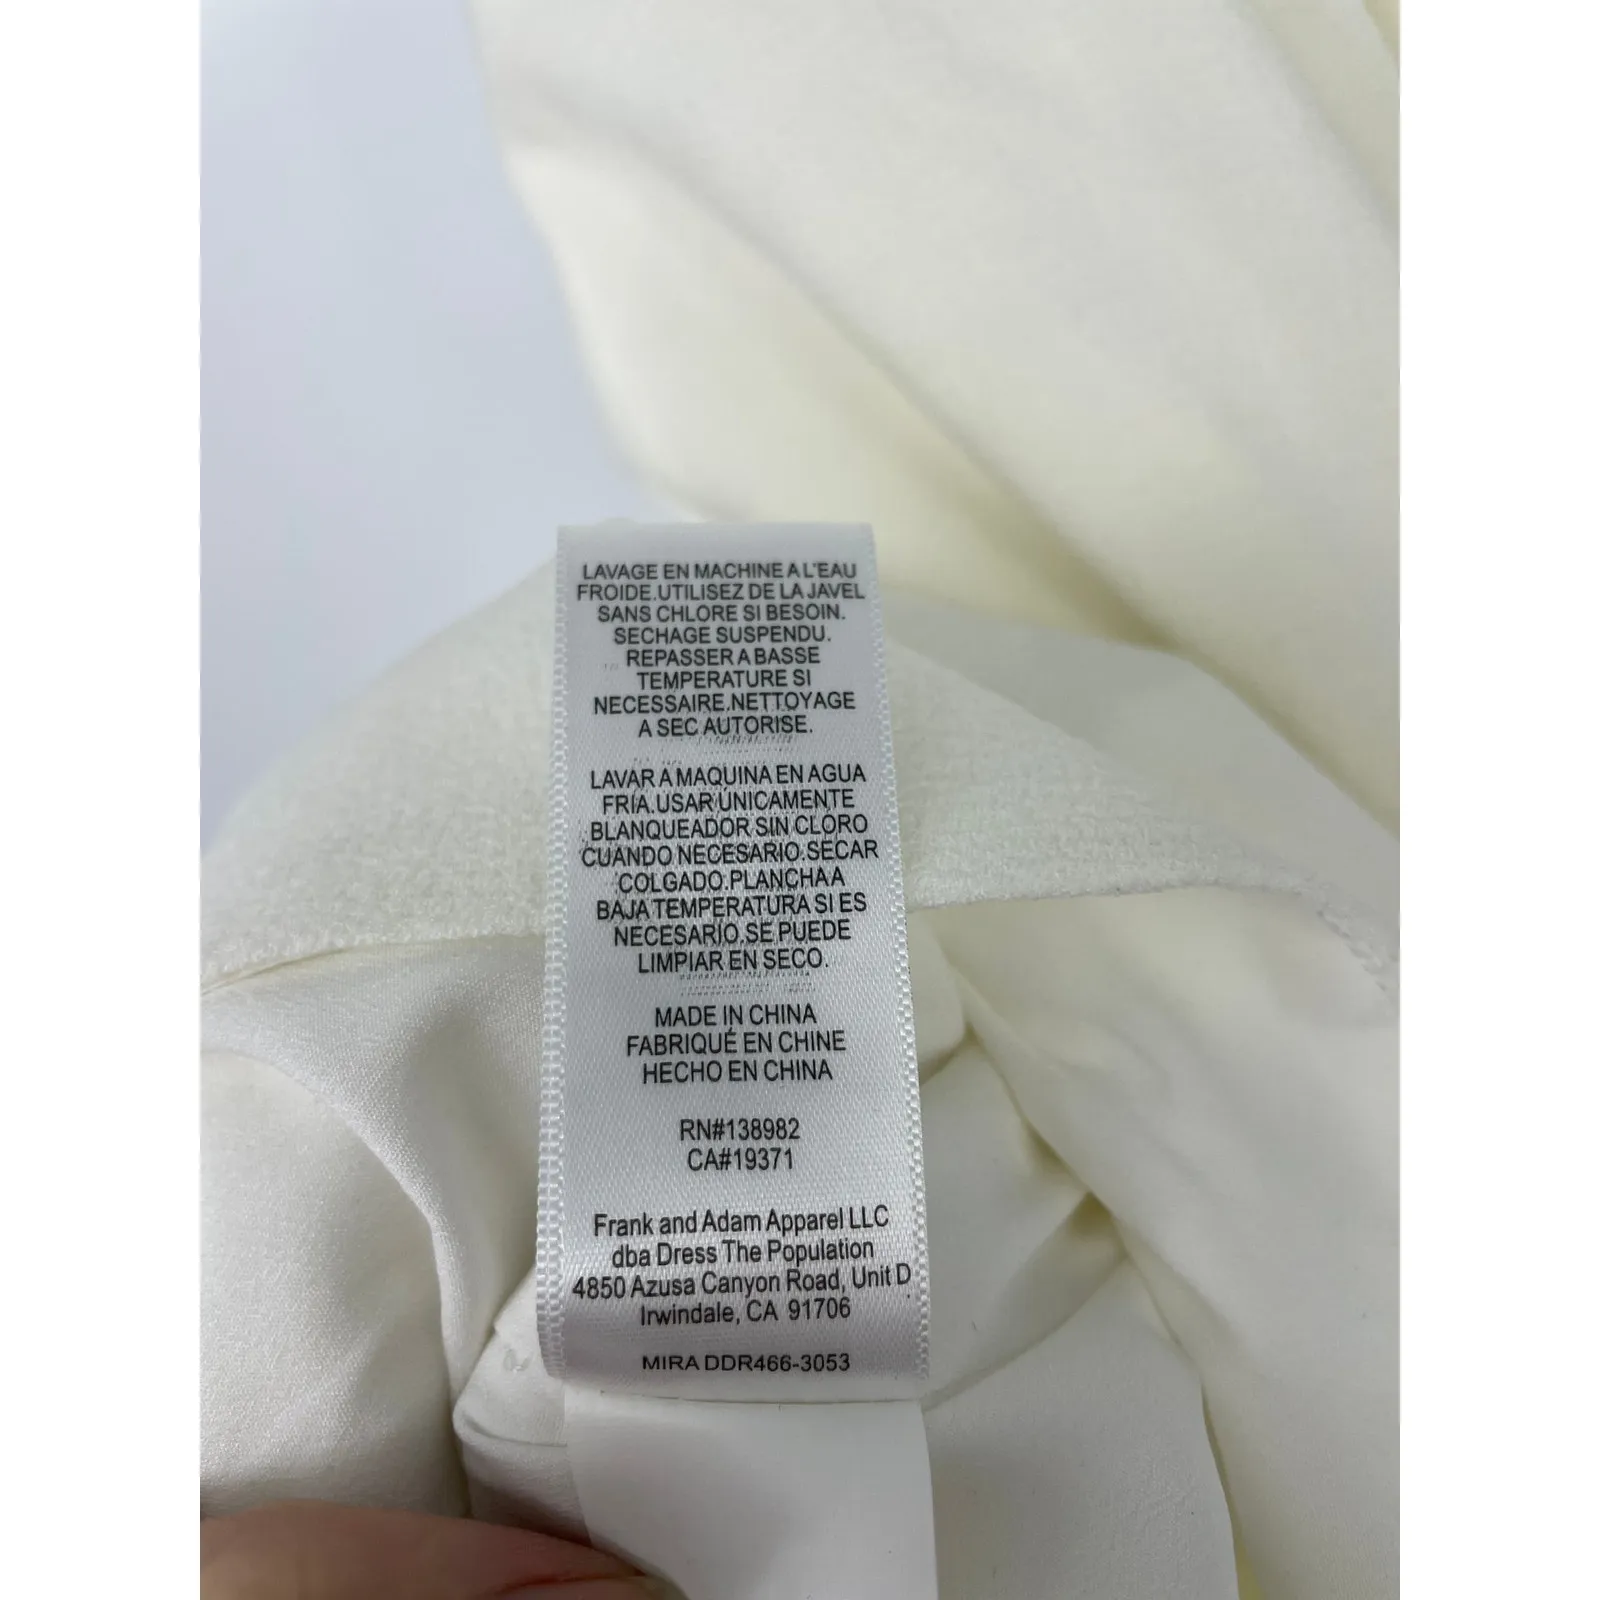 LAVAGE EN MACHINE A L'EAU
FROIDE.UTILISEZ DE LA JAVEL
SANS CHLORE SI BESOIN.
SECHAGE SUSPENDU.
REPASSER A BASSE
TEMPERATURE SI
NECESSAIRE.NETTOYAGE
A SEC AUTORISE.
LAVAR A MAQUINA EN AGUA
FRÍA.USAR ÚNICAMENTE
BLANQUEADOR SIN CLORO
CUANDO NECESARIO.SECAR
COLGADO.PLANCHA A
BAJA TEMPERATURA SI ES
NECESARIO.SE PUEDE
LIMPIAR EN SECO.
MADE IN CHINA
FABRIQUÉ EN CHINE
HECHO EN CHINA
RN#138982
CA#19371
Frank and Adam Apparel LLC
dba Dress The Population
4850 Azusa Canyon Road, Unit D
Irwindale, CA 91706
MIRA DDR466-3053